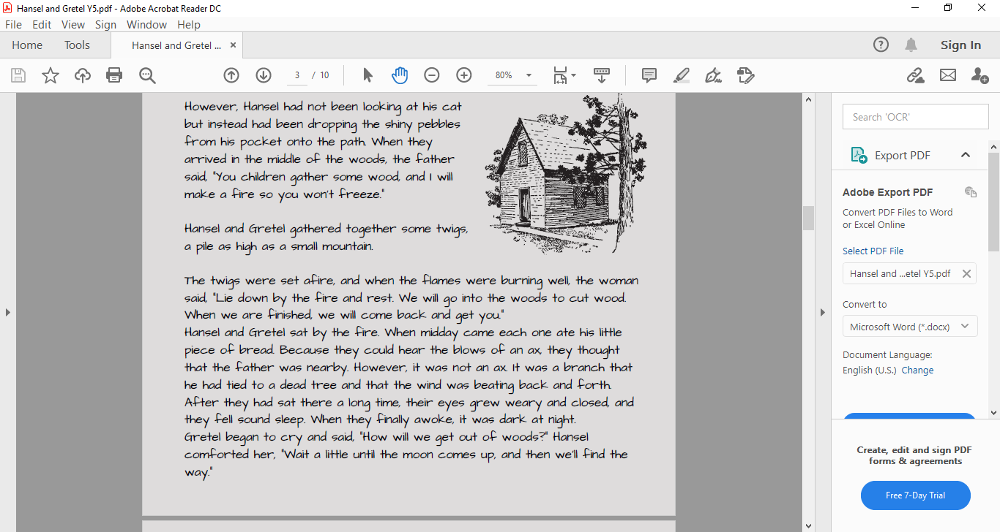 Hansel and Gretel Y5.pdf - Adobe Acrobat Reader DC
File Edit View Sign Window Help
Home Tools Hansel and Gretel ... ×
Sign In
3 / 10
80%
However, Hansel had not been looking at his cat
but instead had been dropping the shiny pebbles
from his pocket onto the path. When they
arrived in the middle of the woods, the father
said, "You children gather some wood, and I will
make a fire so you won't freeze."
Hansel and Gretel gathered together some twigs,
a pile as high as a small mountain.
The twigs were set afire, and when the flames were burning well, the woman
said, "Lie down by the fire and rest. We will go into the woods to cut wood.
When we are finished, we will come back and get you."
Hansel and Gretel sat by the fire. When midday came each one ate his little
piece of bread. Because they could hear the blows of an ax, they thought
that the father was nearby. However, it was not an ax. It was a branch that
he had tied to a dead tree and that the wind was beating back and forth.
After they had sat there a long time, their eyes grew weary and closed, and
they fell sound sleep. When they finally awoke, it was dark at night.
Gretel began to cry and said, "How will we get out of woods?" Hansel
comforted her, "Wait a little until the moon comes up, and then we'll find the
way."
Search 'OCR'
Export PDF
Adobe Export PDF
Convert PDF Files to Word
or Excel Online
Select PDF File
Hansel and ...etel Y5.pdf
Convert to
Microsoft Word (*.docx)
Document Language:
English (U.S.) Change
Create, edit and sign PDF
forms & agreements
Free 7-Day Trial